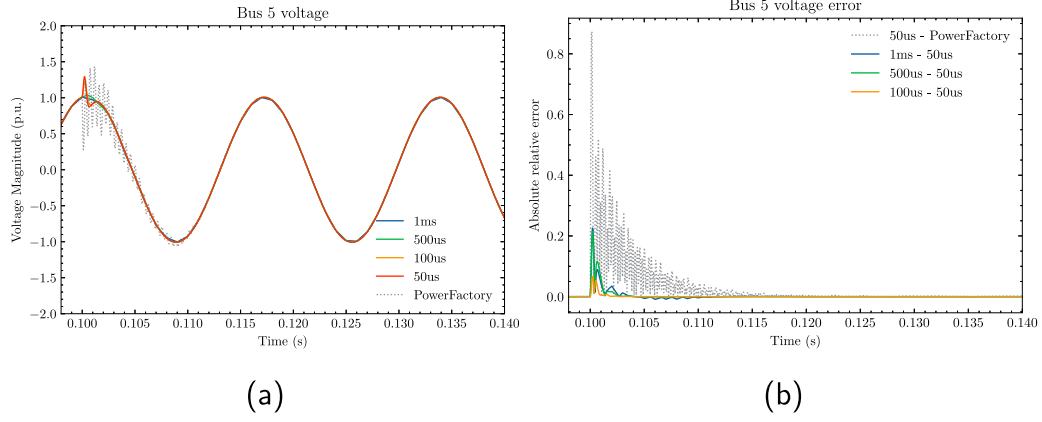 Bus 5 voltage
2.0
1.5
1.0
0.5
0.0
−0.5
−1.0
−1.5
−2.0
Voltage Magnitude (p.u.)
1ms
500us
100us
50us
PowerFactory
0.100 0.105 0.110 0.115 0.120 0.125 0.130 0.135 0.140
Time (s)
(a)
Bus 5 voltage error
0.8
0.6
0.4
0.2
0.0
Absolute relative error
50us - PowerFactory
1ms - 50us
500us - 50us
100us - 50us
0.100 0.105 0.110 0.115 0.120 0.125 0.130 0.135 0.140
Time (s)
(b)